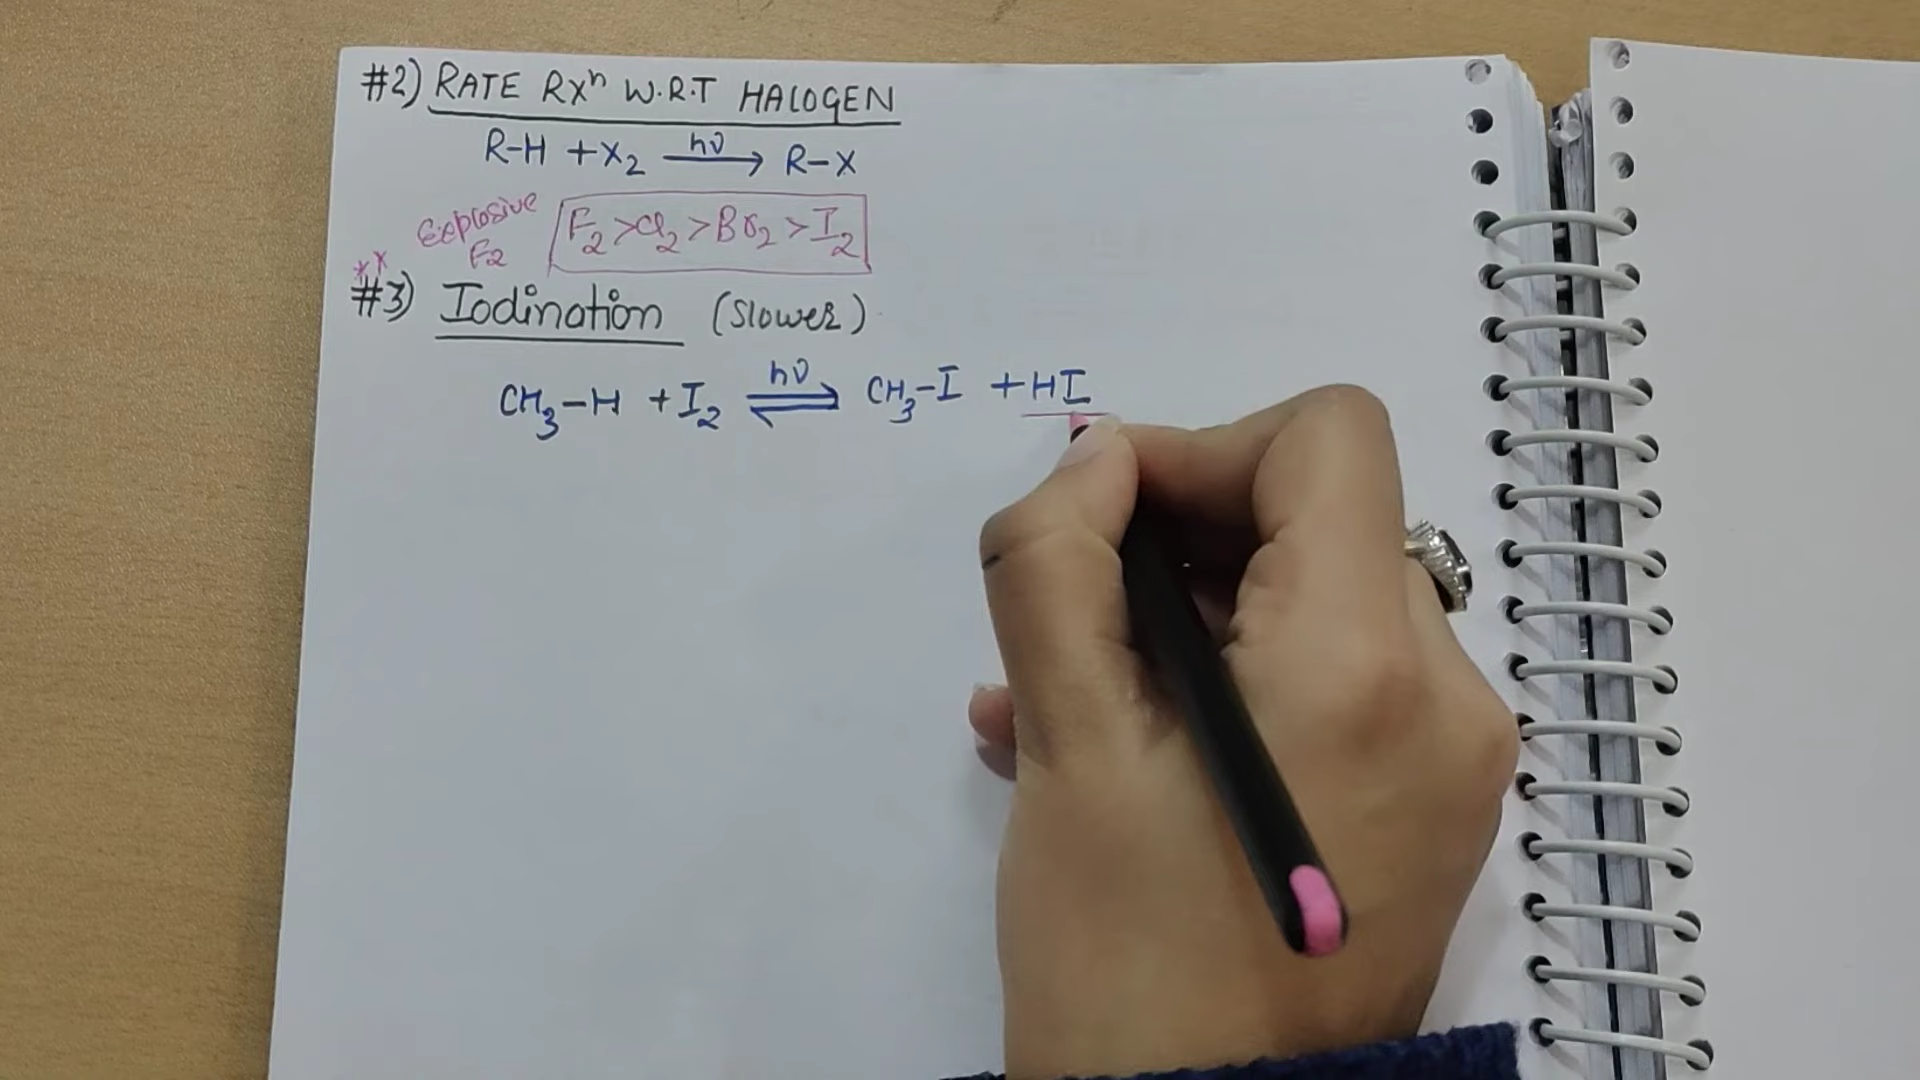 #2) RATE RXⁿ W.R.T HALOGEN
R-H + X₂ —hν→ R-X
Explosive F₂
F₂ > Cl₂ > Br₂ > I₂
**
#3) Iodination (Slower)
CH₃-H + I₂ ⇌ hν CH₃-I + HI